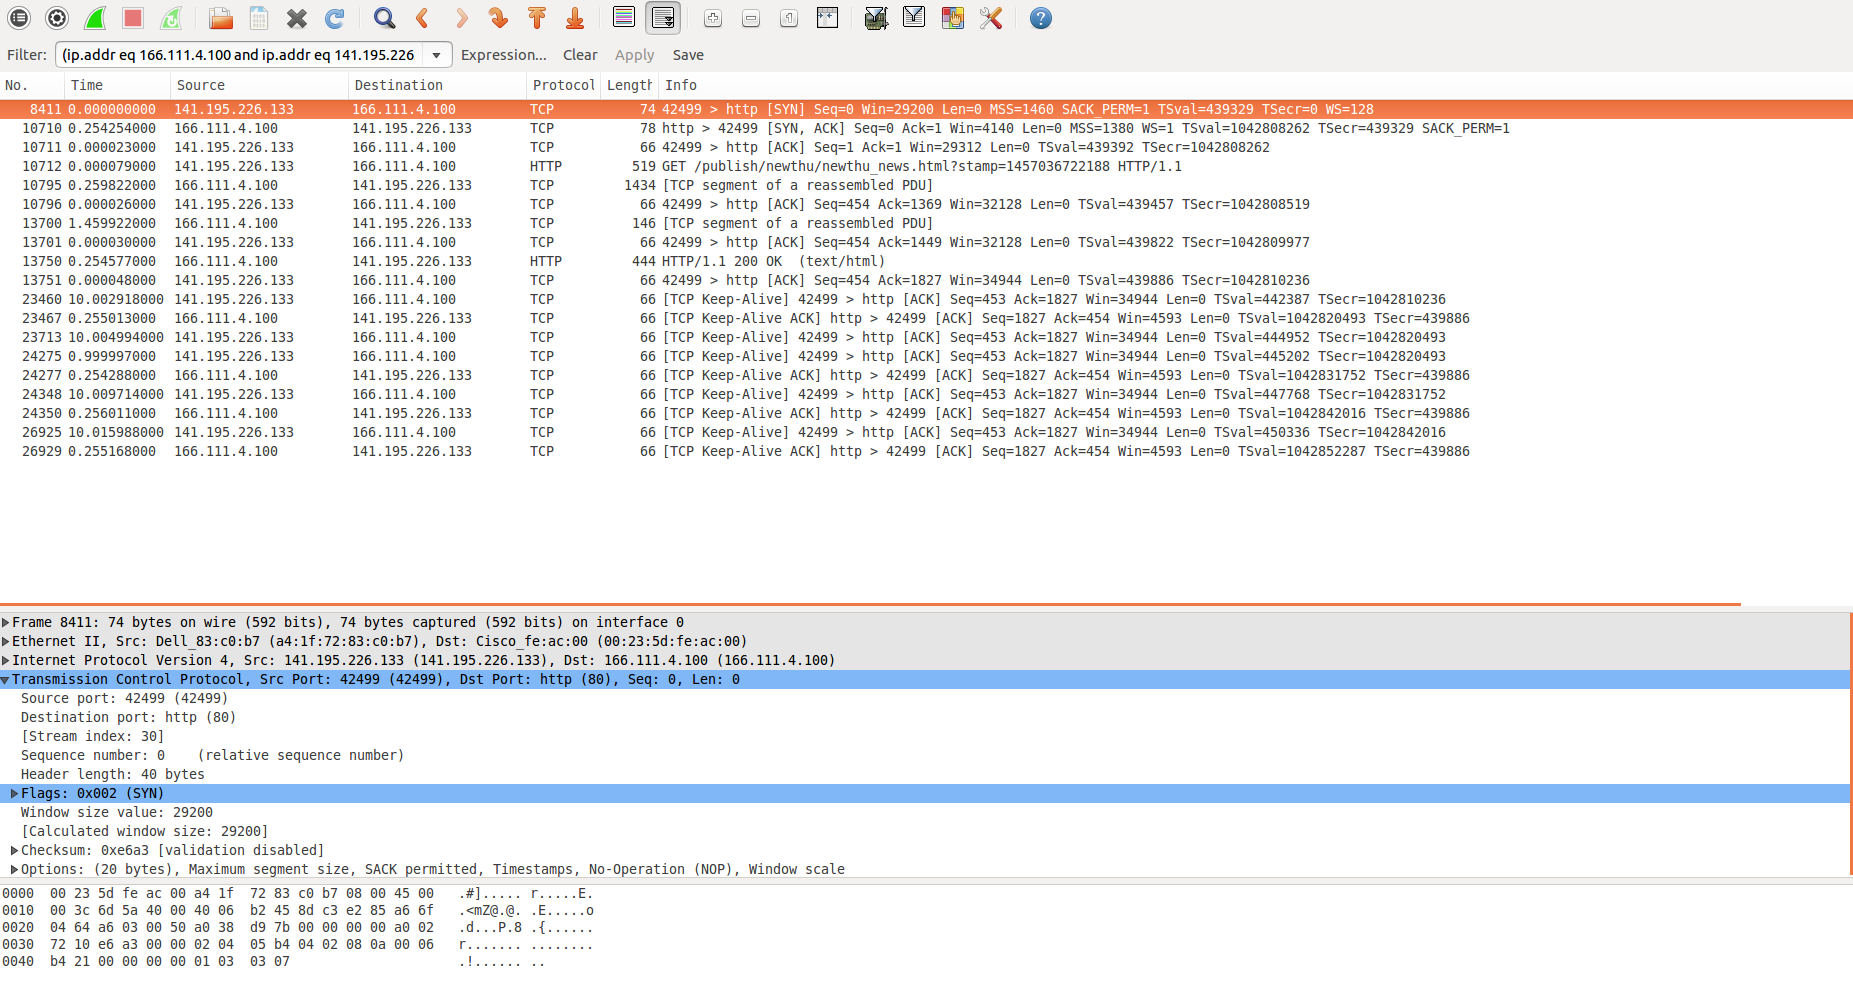 Filter: (ip.addr eq 166.111.4.100 and ip.addr eq 141.195.226 Expression... Clear Apply Save
No. Time Source Destination Protocol Length Info
8411 0.000000000 141.195.226.133 166.111.4.100 TCP 74 42499 > http [SYN] Seq=0 Win=29200 Len=0 MSS=1460 SACK_PERM=1 TSval=439329 TSecr=0 WS=128
10710 0.254254000 166.111.4.100 141.195.226.133 TCP 78 http > 42499 [SYN, ACK] Seq=0 Ack=1 Win=4140 Len=0 MSS=1380 WS=1 TSval=1042808262 TSecr=439329 SACK_PERM=1
10711 0.000023000 141.195.226.133 166.111.4.100 TCP 66 42499 > http [ACK] Seq=1 Ack=1 Win=29312 Len=0 TSval=439392 TSecr=1042808262
10712 0.000079000 141.195.226.133 166.111.4.100 HTTP 519 GET /publish/newthu/newthu_news.html?stamp=1457036722188 HTTP/1.1
10795 0.259822000 166.111.4.100 141.195.226.133 TCP 1434 [TCP segment of a reassembled PDU]
10796 0.000026000 141.195.226.133 166.111.4.100 TCP 66 42499 > http [ACK] Seq=454 Ack=1369 Win=32128 Len=0 TSval=439457 TSecr=1042808519
13700 1.459922000 166.111.4.100 141.195.226.133 TCP 146 [TCP segment of a reassembled PDU]
13701 0.000030000 141.195.226.133 166.111.4.100 TCP 66 42499 > http [ACK] Seq=454 Ack=1449 Win=32128 Len=0 TSval=439822 TSecr=1042809977
13750 0.254577000 166.111.4.100 141.195.226.133 HTTP 444 HTTP/1.1 200 OK (text/html)
13751 0.000048000 141.195.226.133 166.111.4.100 TCP 66 42499 > http [ACK] Seq=454 Ack=1827 Win=34944 Len=0 TSval=439886 TSecr=1042810236
23460 10.002918000 141.195.226.133 166.111.4.100 TCP 66 [TCP Keep-Alive] 42499 > http [ACK] Seq=453 Ack=1827 Win=34944 Len=0 TSval=442387 TSecr=1042810236
23467 0.255013000 166.111.4.100 141.195.226.133 TCP 66 [TCP Keep-Alive ACK] http > 42499 [ACK] Seq=1827 Ack=454 Win=4593 Len=0 TSval=1042820493 TSecr=439886
23713 10.004994000 141.195.226.133 166.111.4.100 TCP 66 [TCP Keep-Alive] 42499 > http [ACK] Seq=453 Ack=1827 Win=34944 Len=0 TSval=444952 TSecr=1042820493
24275 0.999997000 141.195.226.133 166.111.4.100 TCP 66 [TCP Keep-Alive] 42499 > http [ACK] Seq=453 Ack=1827 Win=34944 Len=0 TSval=445202 TSecr=1042820493
24277 0.254288000 166.111.4.100 141.195.226.133 TCP 66 [TCP Keep-Alive ACK] http > 42499 [ACK] Seq=1827 Ack=454 Win=4593 Len=0 TSval=1042831752 TSecr=439886
24348 10.009714000 141.195.226.133 166.111.4.100 TCP 66 [TCP Keep-Alive] 42499 > http [ACK] Seq=453 Ack=1827 Win=34944 Len=0 TSval=447768 TSecr=1042831752
24350 0.256011000 166.111.4.100 141.195.226.133 TCP 66 [TCP Keep-Alive ACK] http > 42499 [ACK] Seq=1827 Ack=454 Win=4593 Len=0 TSval=1042842016 TSecr=439886
26925 10.015988000 141.195.226.133 166.111.4.100 TCP 66 [TCP Keep-Alive] 42499 > http [ACK] Seq=453 Ack=1827 Win=34944 Len=0 TSval=450336 TSecr=1042842016
26929 0.255168000 166.111.4.100 141.195.226.133 TCP 66 [TCP Keep-Alive ACK] http > 42499 [ACK] Seq=1827 Ack=454 Win=4593 Len=0 TSval=1042852287 TSecr=439886
Frame 8411: 74 bytes on wire (592 bits), 74 bytes captured (592 bits) on interface 0
Ethernet II, Src: Dell_83:c0:b7 (a4:1f:72:83:c0:b7), Dst: Cisco_fe:ac:00 (00:23:5d:fe:ac:00)
Internet Protocol Version 4, Src: 141.195.226.133 (141.195.226.133), Dst: 166.111.4.100 (166.111.4.100)
Transmission Control Protocol, Src Port: 42499 (42499), Dst Port: http (80), Seq: 0, Len: 0
Source port: 42499 (42499)
Destination port: http (80)
[Stream index: 30]
Sequence number: 0 (relative sequence number)
Header length: 40 bytes
Flags: 0x002 (SYN)
Window size value: 29200
[Calculated window size: 29200]
Checksum: 0xe6a3 [validation disabled]
Options: (20 bytes), Maximum segment size, SACK permitted, Timestamps, No-Operation (NOP), Window scale
0000 00 23 5d fe ac 00 a4 1f 72 83 c0 b7 08 00 45 00 .#]..... r.....E.
0010 00 3c 6d 5a 40 00 40 06 b2 45 8d c3 e2 85 a6 6f .<mZ@.@. .E.....o
0020 04 64 a6 03 00 50 a0 38 d9 7b 00 00 00 00 a0 02 .d...P.8 .{......
0030 72 10 e6 a3 00 00 02 04 05 b4 04 02 08 0a 00 06 r....... ........
0040 b4 21 00 00 00 00 01 03 03 07 .!...... ..